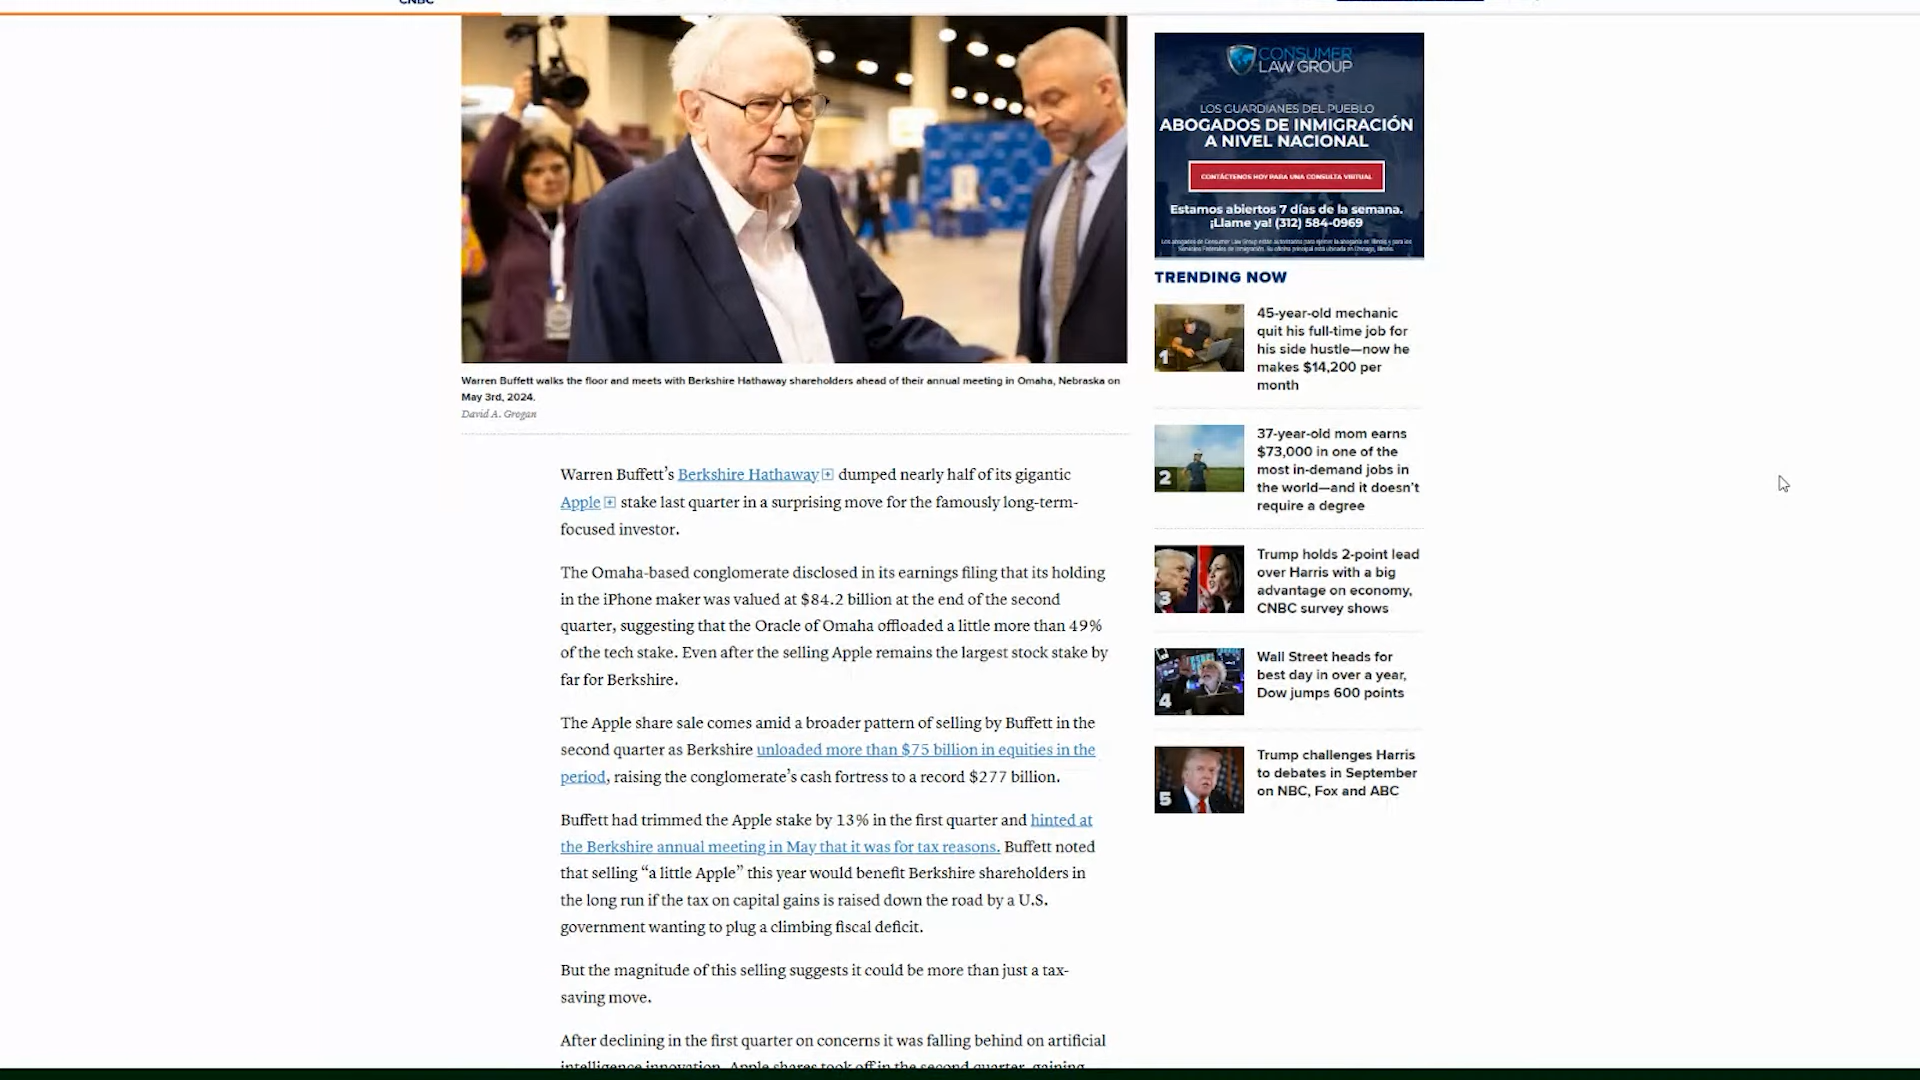 CNBC
Warren Buffett walks the floor and meets with Berkshire Hathaway shareholders ahead of their annual meeting in Omaha, Nebraska on
May 3rd, 2024.
David A. Grogan
Warren Buffett’s Berkshire Hathaway dumped nearly half of its gigantic
Apple stake last quarter in a surprising move for the famously long-term-
focused investor.
The Omaha-based conglomerate disclosed in its earnings filing that its holding
in the iPhone maker was valued at $84.2 billion at the end of the second
quarter, suggesting that the Oracle of Omaha offloaded a little more than 49%
of the tech stake. Even after the selling Apple remains the largest stock stake by
far for Berkshire.
The Apple share sale comes amid a broader pattern of selling by Buffett in the
second quarter as Berkshire unloaded more than $75 billion in equities in the
period, raising the conglomerate’s cash fortress to a record $277 billion.
Buffett had trimmed the Apple stake by 13% in the first quarter and hinted at
the Berkshire annual meeting in May that it was for tax reasons. Buffett noted
that selling “a little Apple” this year would benefit Berkshire shareholders in
the long run if the tax on capital gains is raised down the road by a U.S.
government wanting to plug a climbing fiscal deficit.
But the magnitude of this selling suggests it could be more than just a tax-
saving move.
After declining in the first quarter on concerns it was falling behind on artificial
intelligence innovation, Apple shares took off in the second quarter, gaining
CONSUMER
LAW GROUP
LOS GUARDIANES DEL PUEBLO
ABOGADOS DE INMIGRACIÓN
A NIVEL NACIONAL
CONTÁCTENOS HOY PARA UNA CONSULTA VIRTUAL
Estamos abiertos 7 días de la semana.
¡Llame ya! (312) 584-0969
TRENDING NOW
1
45-year-old mechanic
quit his full-time job for
his side hustle—now he
makes $14,200 per
month
2
37-year-old mom earns
$73,000 in one of the
most in-demand jobs in
the world—and it doesn’t
require a degree
3
Trump holds 2-point lead
over Harris with a big
advantage on economy,
CNBC survey shows
4
Wall Street heads for
best day in over a year,
Dow jumps 600 points
5
Trump challenges Harris
to debates in September
on NBC, Fox and ABC